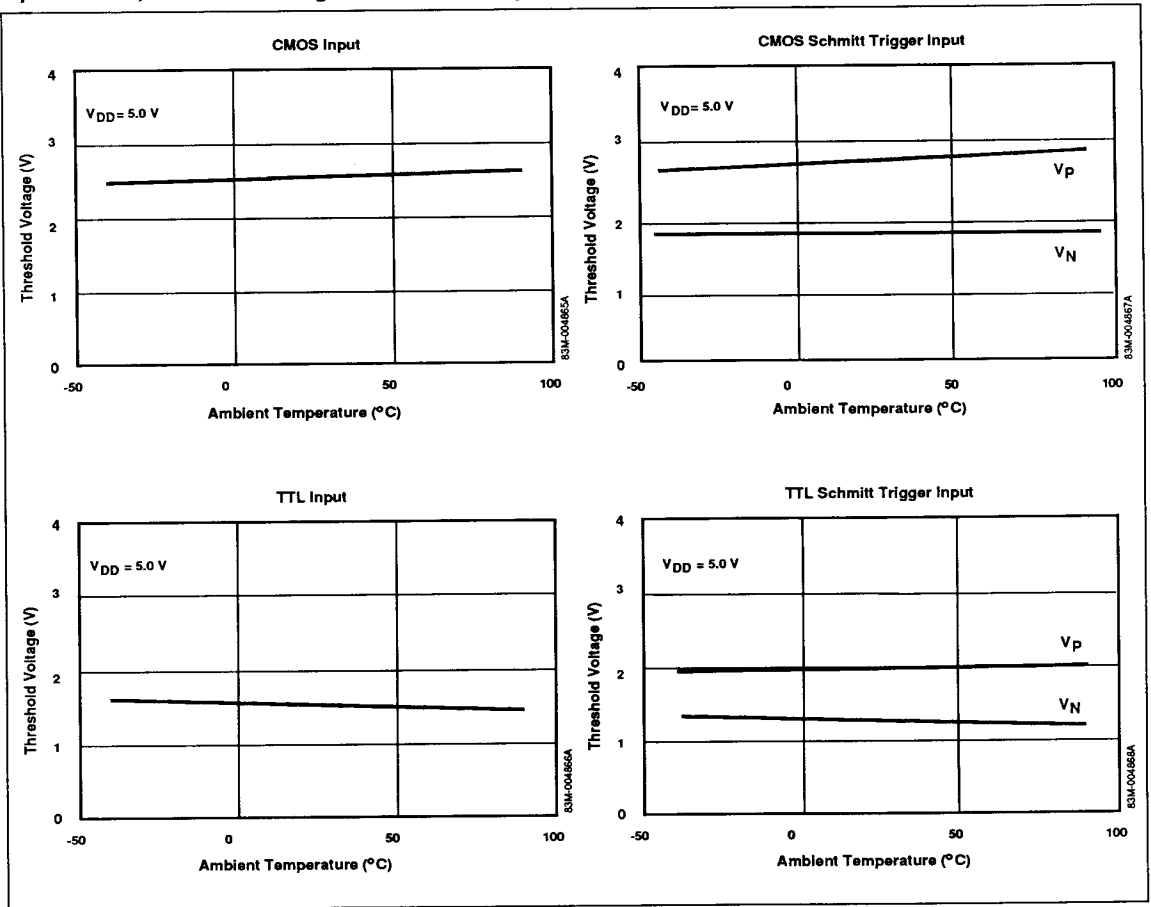 CMOS Input
4
3
2
1
0
V DD = 5.0 V
Threshold Voltage (V)
-50 0 50 100
Ambient Temperature (°C)
83M-004865A
CMOS Schmitt Trigger Input
4
3
2
1
0
V DD = 5.0 V
VP
VN
Threshold Voltage (V)
-50 0 50 100
Ambient Temperature (°C)
83M-004867A
TTL Input
4
3
2
1
0
V DD = 5.0 V
Threshold Voltage (V)
-50 0 50 100
Ambient Temperature (°C)
83M-004866A
TTL Schmitt Trigger Input
4
3
2
1
0
V DD = 5.0 V
VP
VN
Threshold Voltage (V)
-50 0 50 100
Ambient Temperature (°C)
83M-004868A